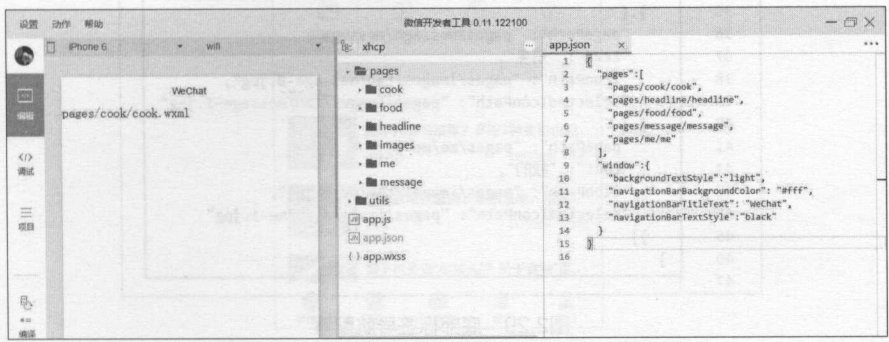 微信开发者工具 0.11.122100
设置 动作 帮助
iPhone 6 wifi
编辑
调试
项目
编译
WeChat
pages/cook/cook.wxml
xhcp ...
pages
cook
food
headline
images
me
message
utils
app.js
app.json
{ } app.wxss
app.json × ...
1 {
2 "pages":[
3 "pages/cook/cook",
4 "pages/headline/headline",
5 "pages/food/food",
6 "pages/message/message",
7 "pages/me/me"
8 ],
9 "window":{
10 "backgroundTextStyle":"light",
11 "navigationBarBackgroundColor": "#fff",
12 "navigationBarTitleText": "WeChat",
13 "navigationBarTextStyle":"black"
14 }
15 }
16